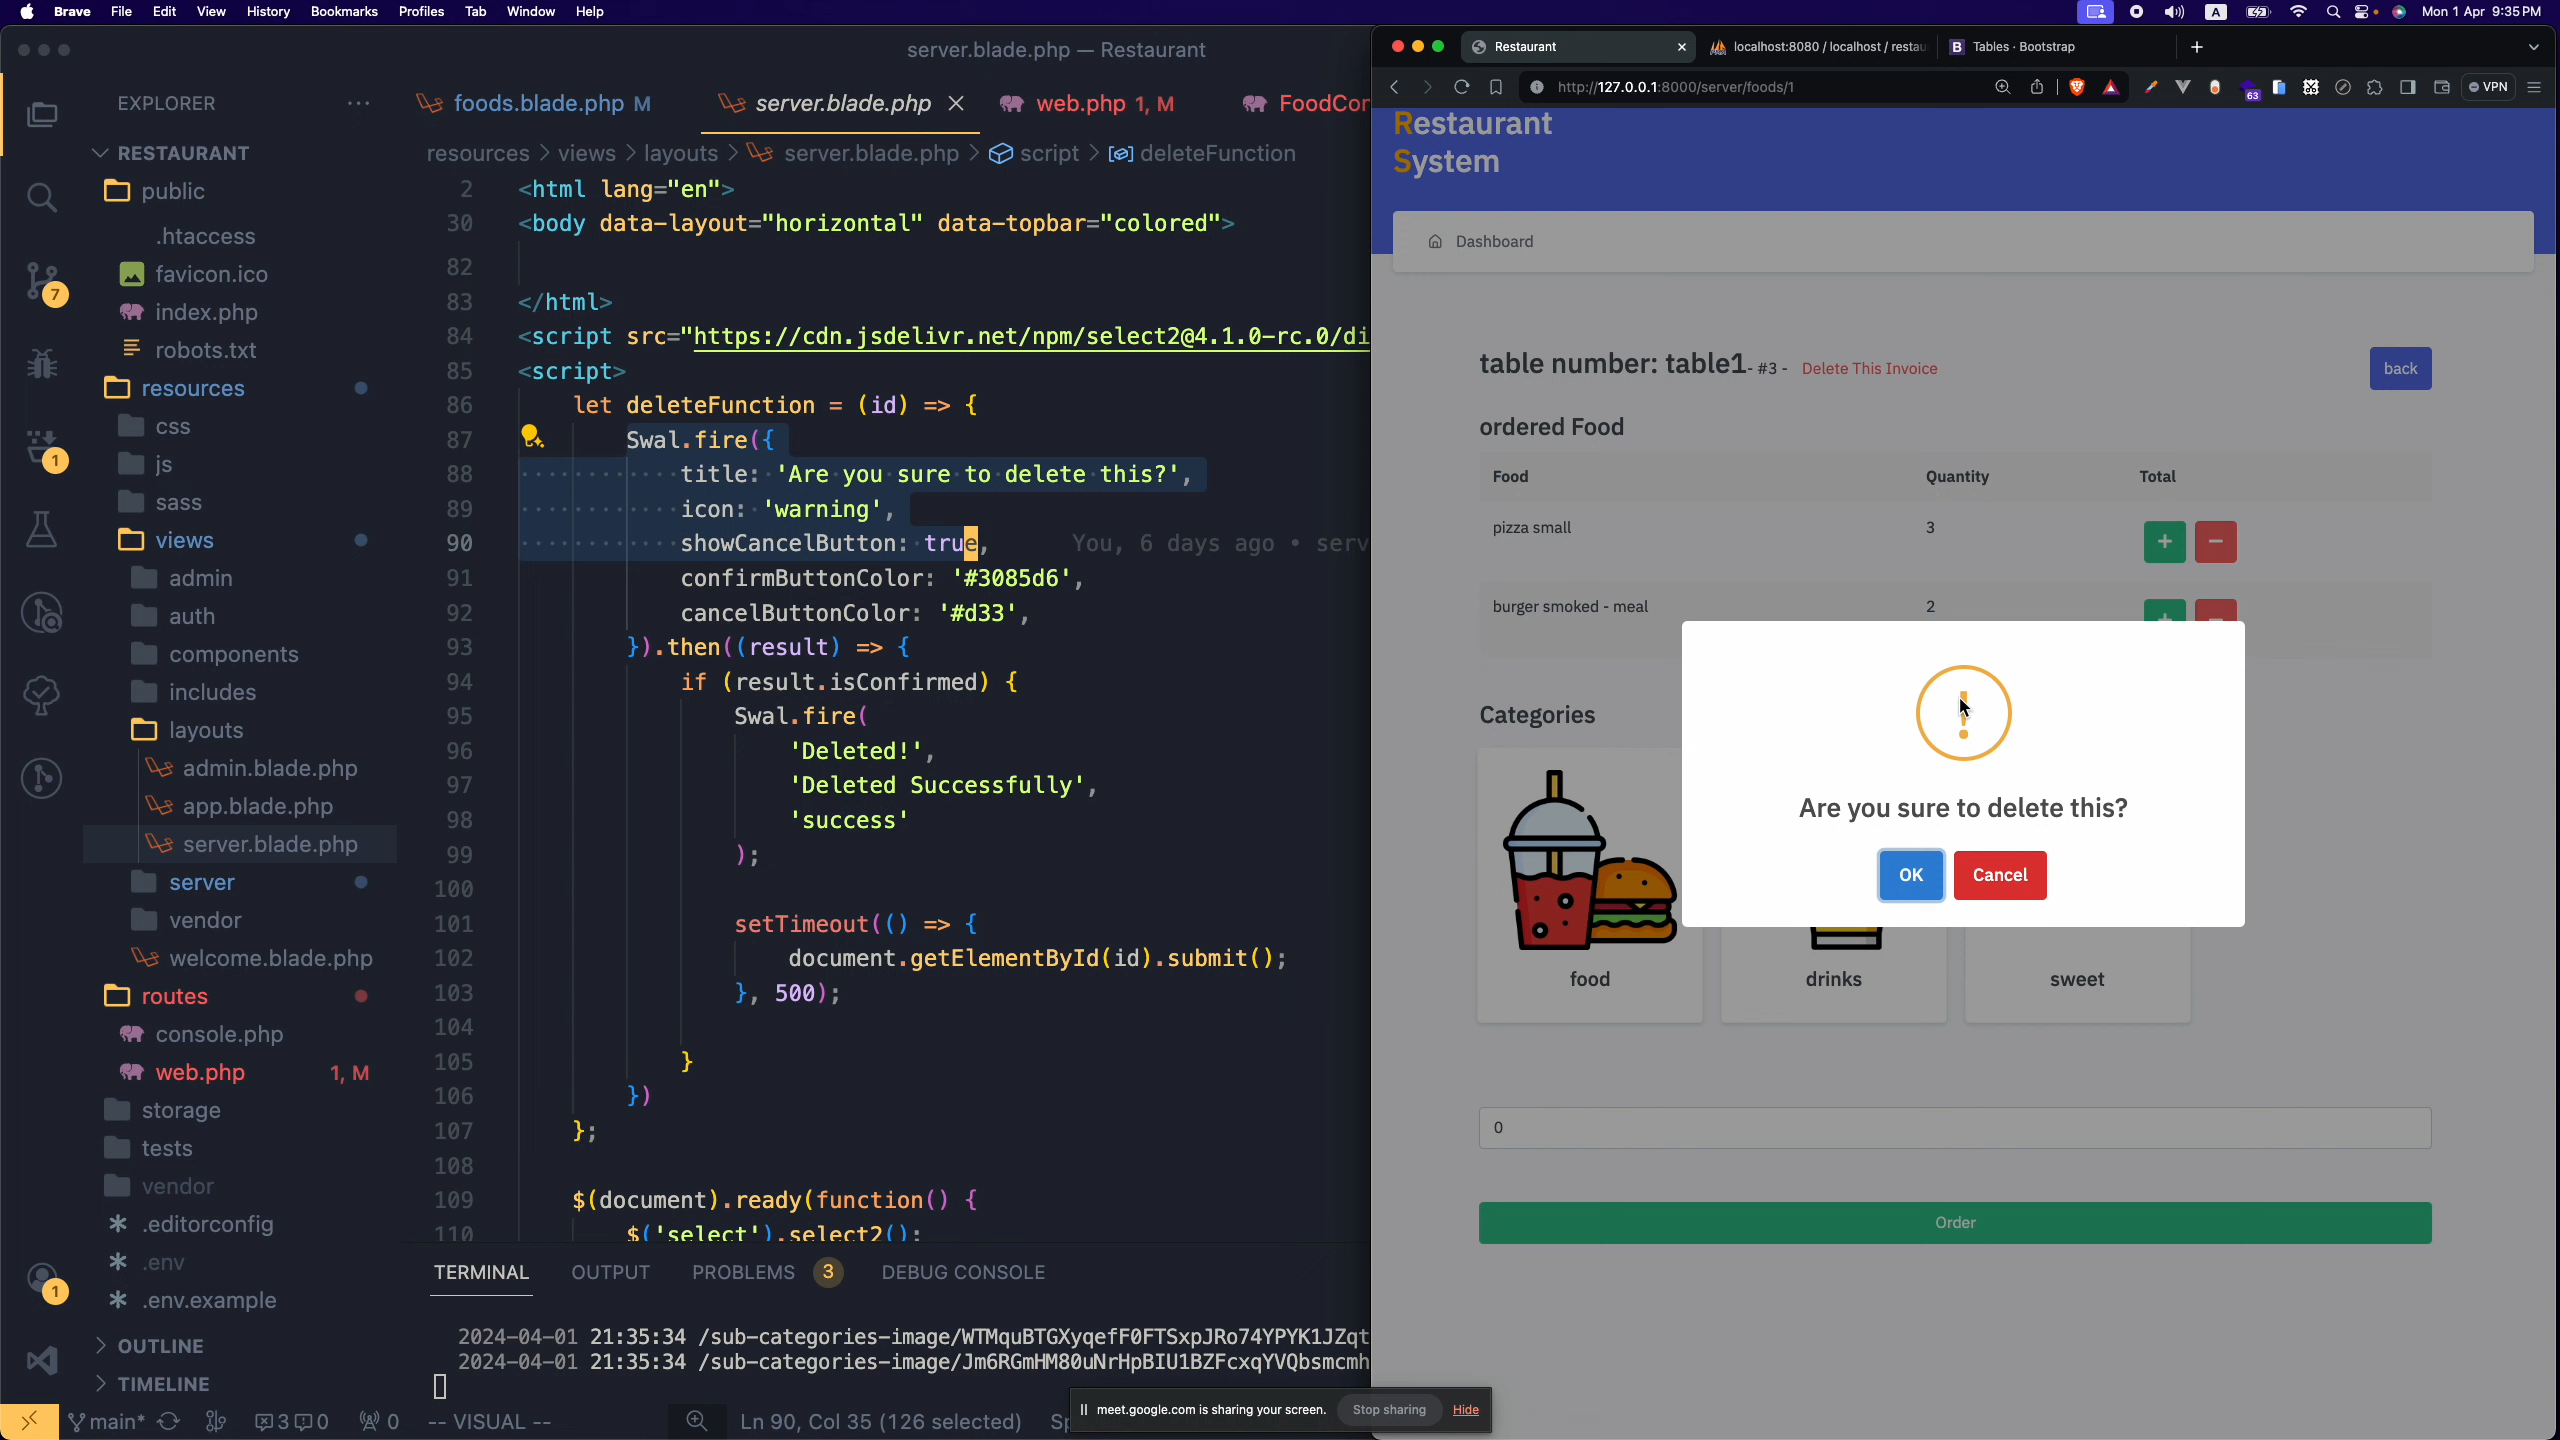 Brave File Edit View History Bookmarks Profiles Tab Window Help
A
Mon 1 Apr 9:35 PM
server.blade.php — Restaurant
EXPLORER
foods.blade.php M
server.blade.php
web.php 1, M
FoodCor
RESTAURANT
resources > views > layouts > server.blade.php > script > deleteFunction
public
.htaccess
favicon.ico
index.php
robots.txt
resources
css
js
sass
views
admin
auth
components
includes
layouts
admin.blade.php
app.blade.php
server.blade.php
server
vendor
welcome.blade.php
routes
console.php
web.php 1, M
storage
tests
vendor
.editorconfig
.env
.env.example
OUTLINE
TIMELINE
7
1
1
2 <html lang="en">
30 <body data-layout="horizontal" data-topbar="colored">
82
83 </html>
84 <script src="https://cdn.jsdelivr.net/npm/select2@4.1.0-rc.0/di
85 <script>
86 let deleteFunction = (id) => {
87 Swal.fire({
88 title: 'Are you sure to delete this?',
89 icon: 'warning',
90 showCancelButton: true, You, 6 days ago • serv
91 confirmButtonColor: '#3085d6',
92 cancelButtonColor: '#d33',
93 }).then((result) => {
94 if (result.isConfirmed) {
95 Swal.fire(
96 'Deleted!',
97 'Deleted Successfully',
98 'success'
99 );
100
101 setTimeout(() => {
102 document.getElementById(id).submit();
103 }, 500);
104
105 }
106 })
107 };
108
109 $(document).ready(function() {
110 $('select').select2();
TERMINAL OUTPUT PROBLEMS 3 DEBUG CONSOLE
2024-04-01 21:35:34 /sub-categories-image/WTMquBTGXyqefF0FTSxpJRo74YPYK1JZqt
2024-04-01 21:35:34 /sub-categories-image/Jm6RGmHM80uNrHpBIU1BZFcxqYVQbsmcmh
main* 3 0 0 -- VISUAL -- Ln 90, Col 35 (126 selected) Sp
meet.google.com is sharing your screen. Stop sharing Hide
Restaurant
localhost:8080 / localhost / restau
B Tables · Bootstrap
http://127.0.0.1:8000/server/foods/1
63
VPN
Restaurant
System
Dashboard
table number: table1- #3 - Delete This Invoice
back
ordered Food
Food Quantity Total
pizza small 3 + −
burger smoked - meal 2
Categories
Are you sure to delete this?
OK Cancel
food drinks sweet
0
Order